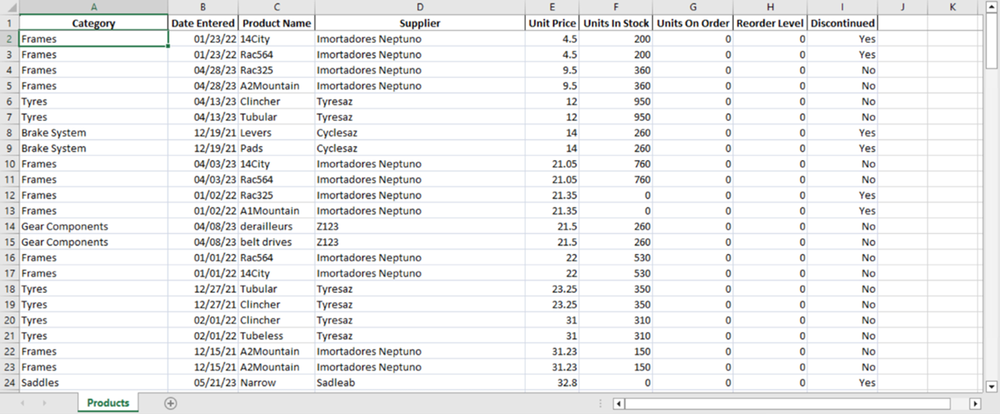 A B C D E F G H I J K
1 Category Date Entered Product Name Supplier Unit Price Units In Stock Units On Order Reorder Level Discontinued
2 Frames 01/23/22 14City Imortadores Neptuno 4.5 200 0 0 Yes
3 Frames 01/23/22 Rac564 Imortadores Neptuno 4.5 200 0 0 Yes
4 Frames 04/28/23 Rac325 Imortadores Neptuno 9.5 360 0 0 No
5 Frames 04/28/23 A2Mountain Imortadores Neptuno 9.5 360 0 0 No
6 Tyres 04/13/23 Clincher Tyresaz 12 950 0 0 No
7 Tyres 04/13/23 Tubular Tyresaz 12 950 0 0 No
8 Brake System 12/19/21 Levers Cyclesaz 14 260 0 0 Yes
9 Brake System 12/19/21 Pads Cyclesaz 14 260 0 0 Yes
10 Frames 04/03/23 14City Imortadores Neptuno 21.05 760 0 0 No
11 Frames 04/03/23 Rac564 Imortadores Neptuno 21.05 760 0 0 No
12 Frames 01/02/22 Rac325 Imortadores Neptuno 21.35 0 0 0 Yes
13 Frames 01/02/22 A1Mountain Imortadores Neptuno 21.35 0 0 0 Yes
14 Gear Components 04/08/23 derailleurs Z123 21.5 260 0 0 No
15 Gear Components 04/08/23 belt drives Z123 21.5 260 0 0 No
16 Frames 01/01/22 Rac564 Imortadores Neptuno 22 530 0 0 No
17 Frames 01/01/22 14City Imortadores Neptuno 22 530 0 0 No
18 Tyres 12/27/21 Tubular Tyresaz 23.25 350 0 0 No
19 Tyres 12/27/21 Clincher Tyresaz 23.25 350 0 0 No
20 Tyres 02/01/22 Clincher Tyresaz 31 310 0 0 No
21 Tyres 02/01/22 Tubeless Tyresaz 31 310 0 0 No
22 Frames 12/15/21 A2Mountain Imortadores Neptuno 31.23 150 0 0 No
23 Frames 12/15/21 A2Mountain Imortadores Neptuno 31.23 150 0 0 No
24 Saddles 05/21/23 Narrow Sadleab 32.8 0 0 0 Yes
Products